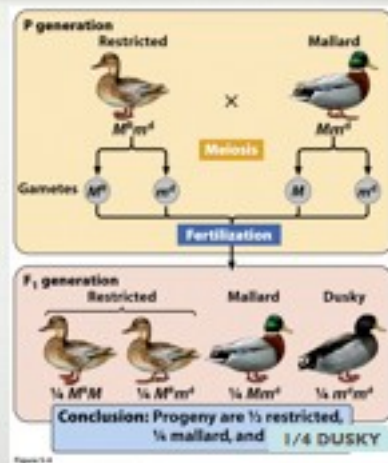 P generation
Restricted Mallard
×
Mᴿmᵈ Mmᵈ
Meiosis
Gametes Mᴿ mᵈ M mᵈ
Fertilization
F₁ generation
Restricted Mallard Dusky
¼ MᴿM ¼ Mᴿmᵈ ¼ Mmᵈ ¼ mᵈmᵈ
Conclusion: Progeny are ½ restricted,
¼ mallard, and 1/4 DUSKY